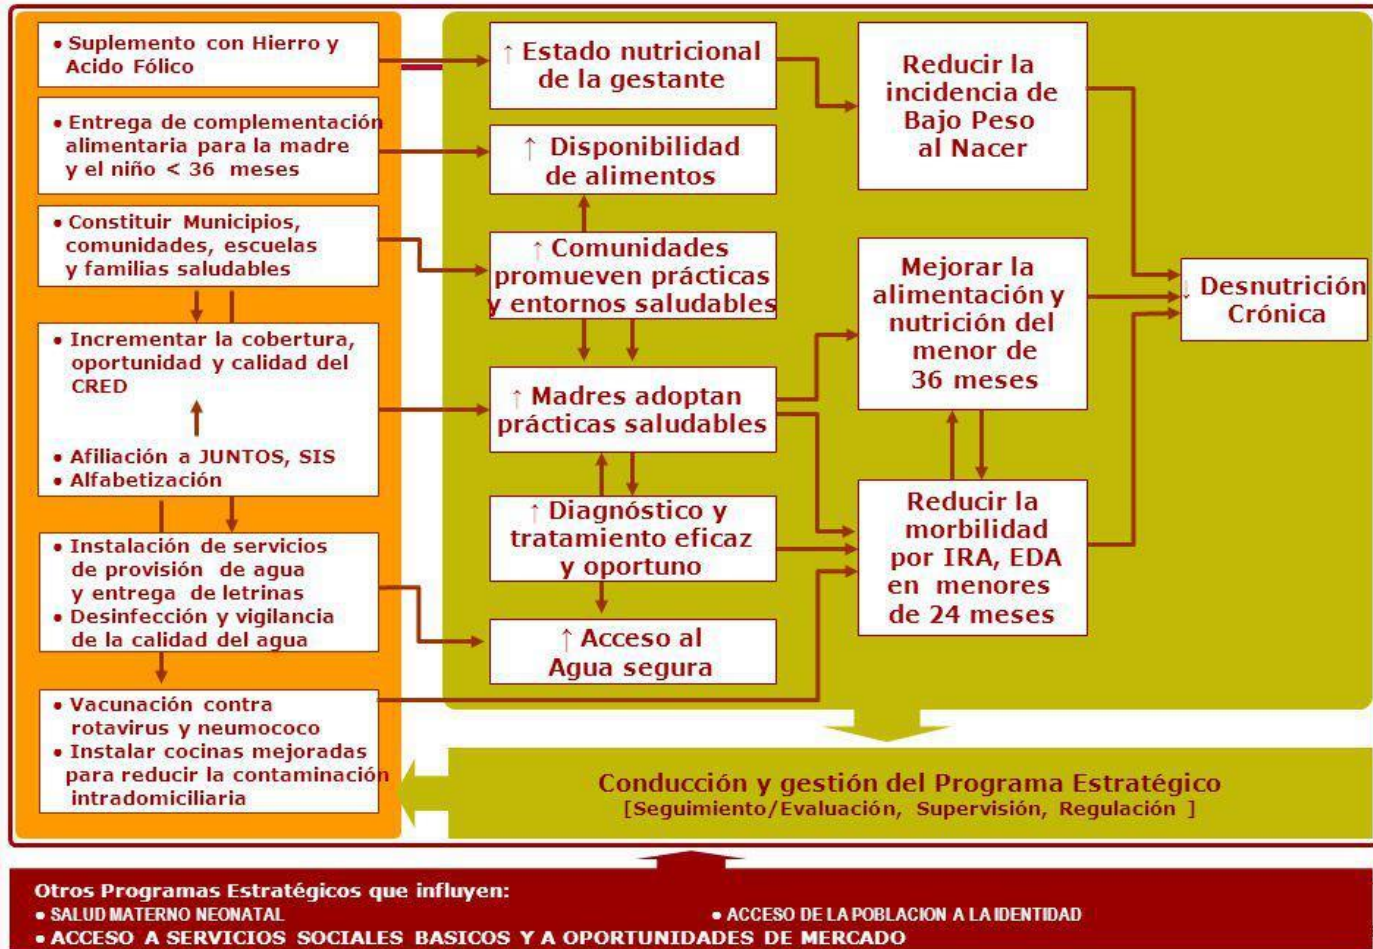 • Suplemento con Hierro y
Acido Fólico
• Entrega de complementación
alimentaria para la madre
y el niño < 36 meses
• Constituir Municipios,
comunidades, escuelas
y familias saludables
• Incrementar la cobertura,
oportunidad y calidad del
CRED
• Afiliación a JUNTOS, SIS
• Alfabetización
• Instalación de servicios
de provisión de agua
y entrega de letrinas
• Desinfección y vigilancia
de la calidad del agua
• Vacunación contra
rotavirus y neumococo
• Instalar cocinas mejoradas
para reducir la contaminación
intradomiciliaria
↑ Estado nutricional
de la gestante
↑ Disponibilidad
de alimentos
↑ Comunidades
promueven prácticas
y entornos saludables
↑ Madres adoptan
prácticas saludables
↑ Diagnóstico y
tratamiento eficaz
y oportuno
↑ Acceso al
Agua segura
Reducir la
incidencia de
Bajo Peso
al Nacer
Mejorar la
alimentación y
nutrición del
menor de
36 meses
Reducir la
morbilidad
por IRA, EDA
en menores
de 24 meses
↓ Desnutrición
Crónica
Conducción y gestión del Programa Estratégico
[Seguimiento/Evaluación, Supervisión, Regulación ]
Otros Programas Estratégicos que influyen:
• SALUD MATERNO NEONATAL
• ACCESO DE LA POBLACION A LA IDENTIDAD
• ACCESO A SERVICIOS SOCIALES BASICOS Y A OPORTUNIDADES DE MERCADO